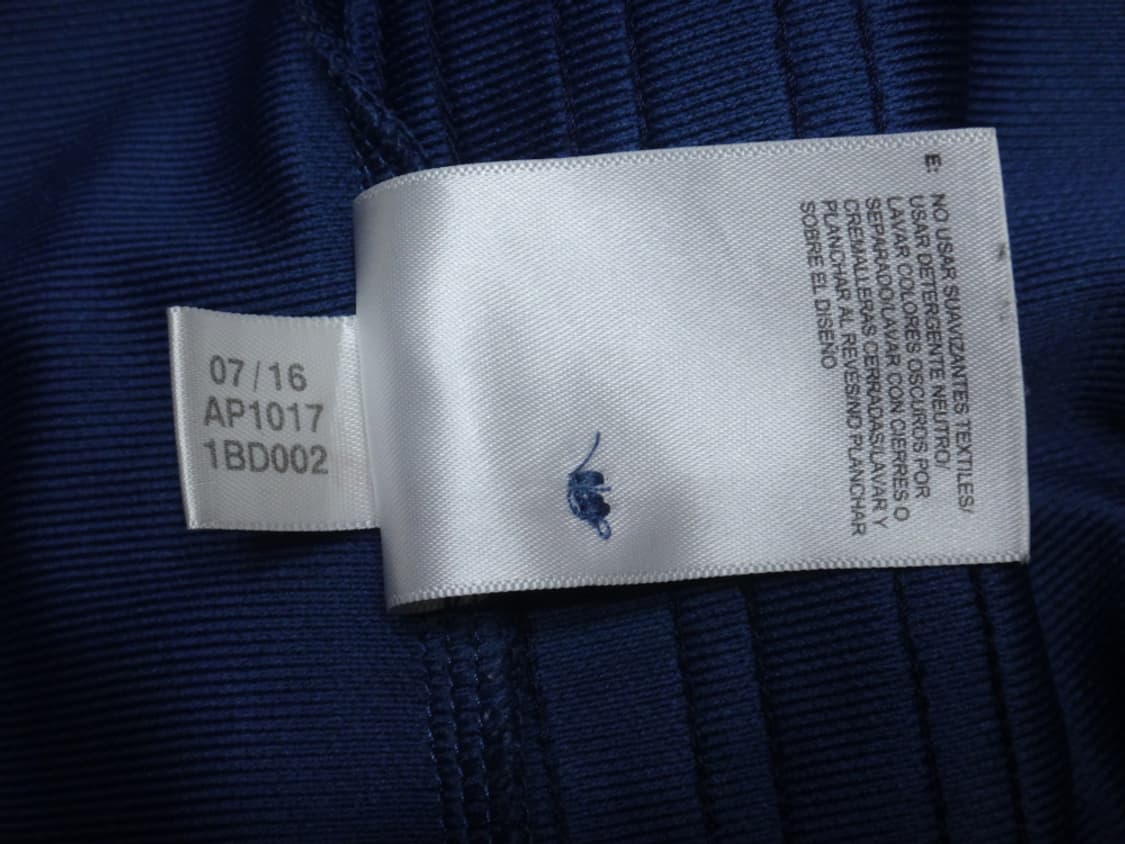 07/16
AP1017
1BD002
E: NO USAR SUAVIZANTES TEXTILES/
USAR DETERGENTE NEUTRO/
LAVAR COLORES OSCUROS POR
SEPARADO/LAVAR CON CIERRES O
CREMALLERAS CERRADAS/LAVAR Y
PLANCHAR AL REVES/NO PLANCHAR
SOBRE EL DISENO